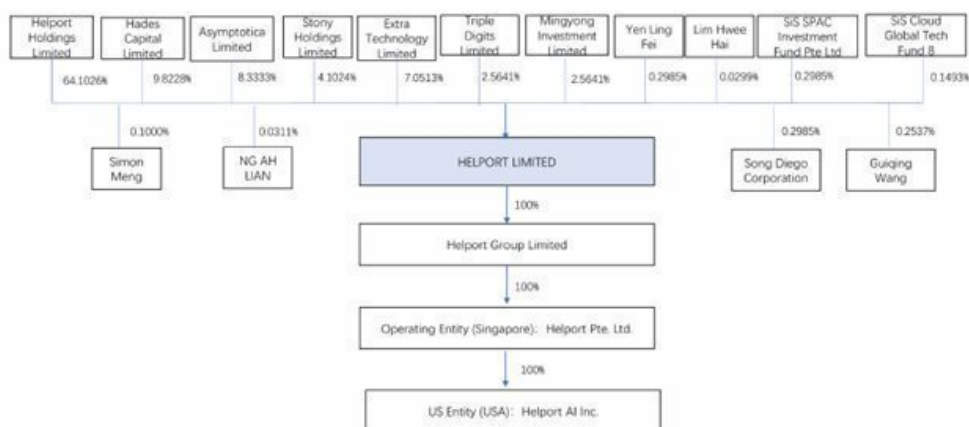 Helport
Holdings
Limited
Hades
Capital
Limited
Asymptotica
Limited
Stony
Holdings
Limited
Extra
Technology
Limited
Triple
Digits
Limited
Mingyong
Investment
Limited
Yen Ling
Fei
Lim Hwee
Hai
SiS SPAC
Investment
Fund Pte Ltd
SiS Cloud
Global Tech
Fund 8
64.1026%
9.8228%
8.3333%
4.1024%
7.0513%
2.5641%
2.5641%
0.2985%
0.0299%
0.2985%
0.1493%
0.1000%
0.0311%
0.2985%
0.2537%
Simon
Meng
NG AH
LIAN
HELPORT LIMITED
Song Diego
Corporation
Guiqing
Wang
100%
Helport Group Limited
100%
Operating Entity (Singapore): Helport Pte. Ltd.
100%
US Entity (USA): Helport AI Inc.